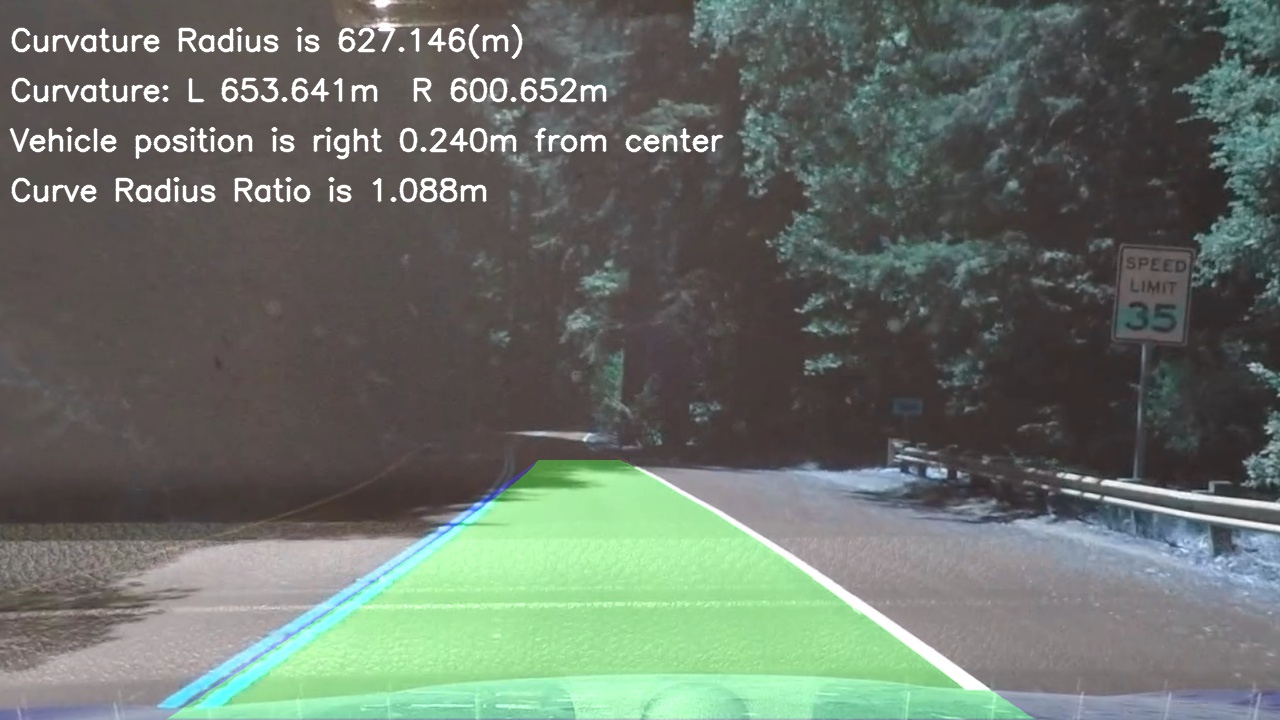 Curvature Radius is 627.146(m)
Curvature: L 653.641m R 600.652m
Vehicle position is right 0.240m from center
Curve Radius Ratio is 1.088m
SPEED
LIMIT
35